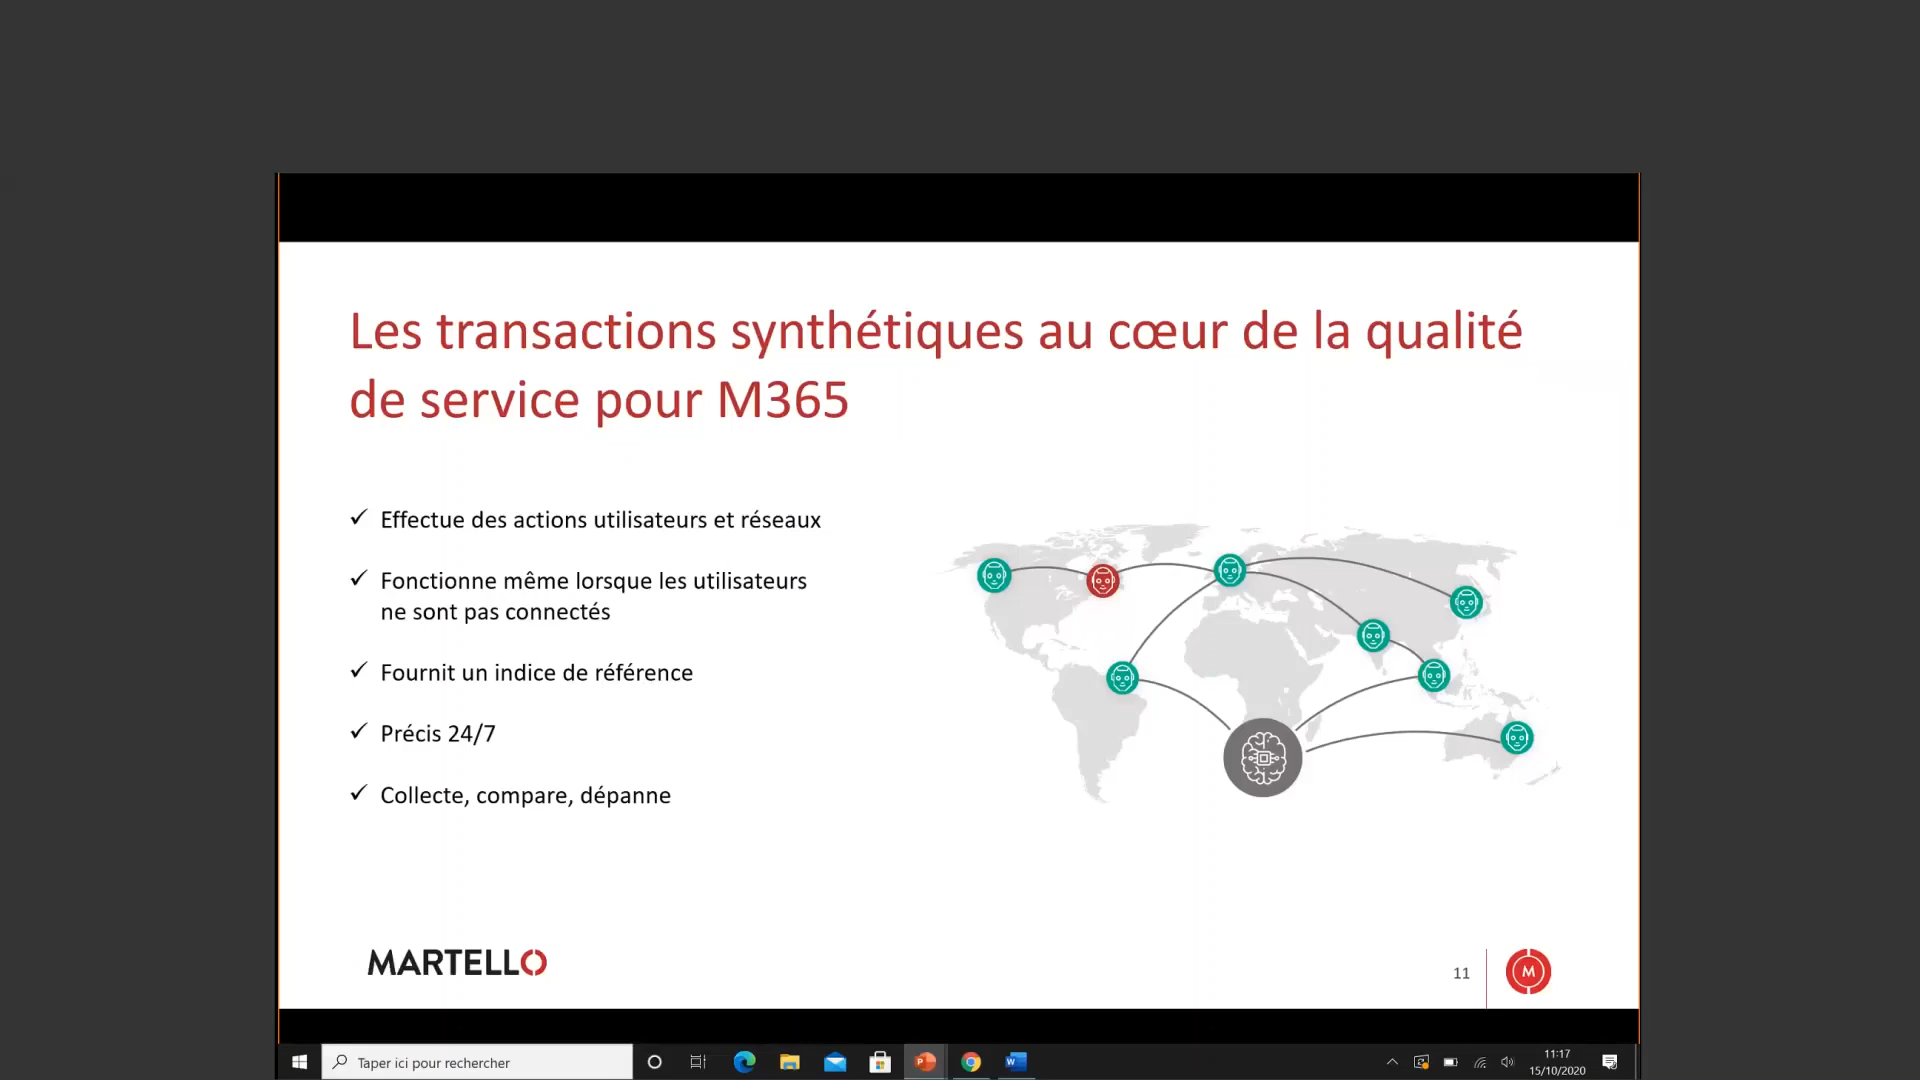 Les transactions synthétiques au cœur de la qualité
de service pour M365
✓ Effectue des actions utilisateurs et réseaux
✓ Fonctionne même lorsque les utilisateurs
ne sont pas connectés
✓ Fournit un indice de référence
✓ Précis 24/7
✓ Collecte, compare, dépanne
MARTELLO
11
M
Taper ici pour rechercher
11:17
15/10/2020